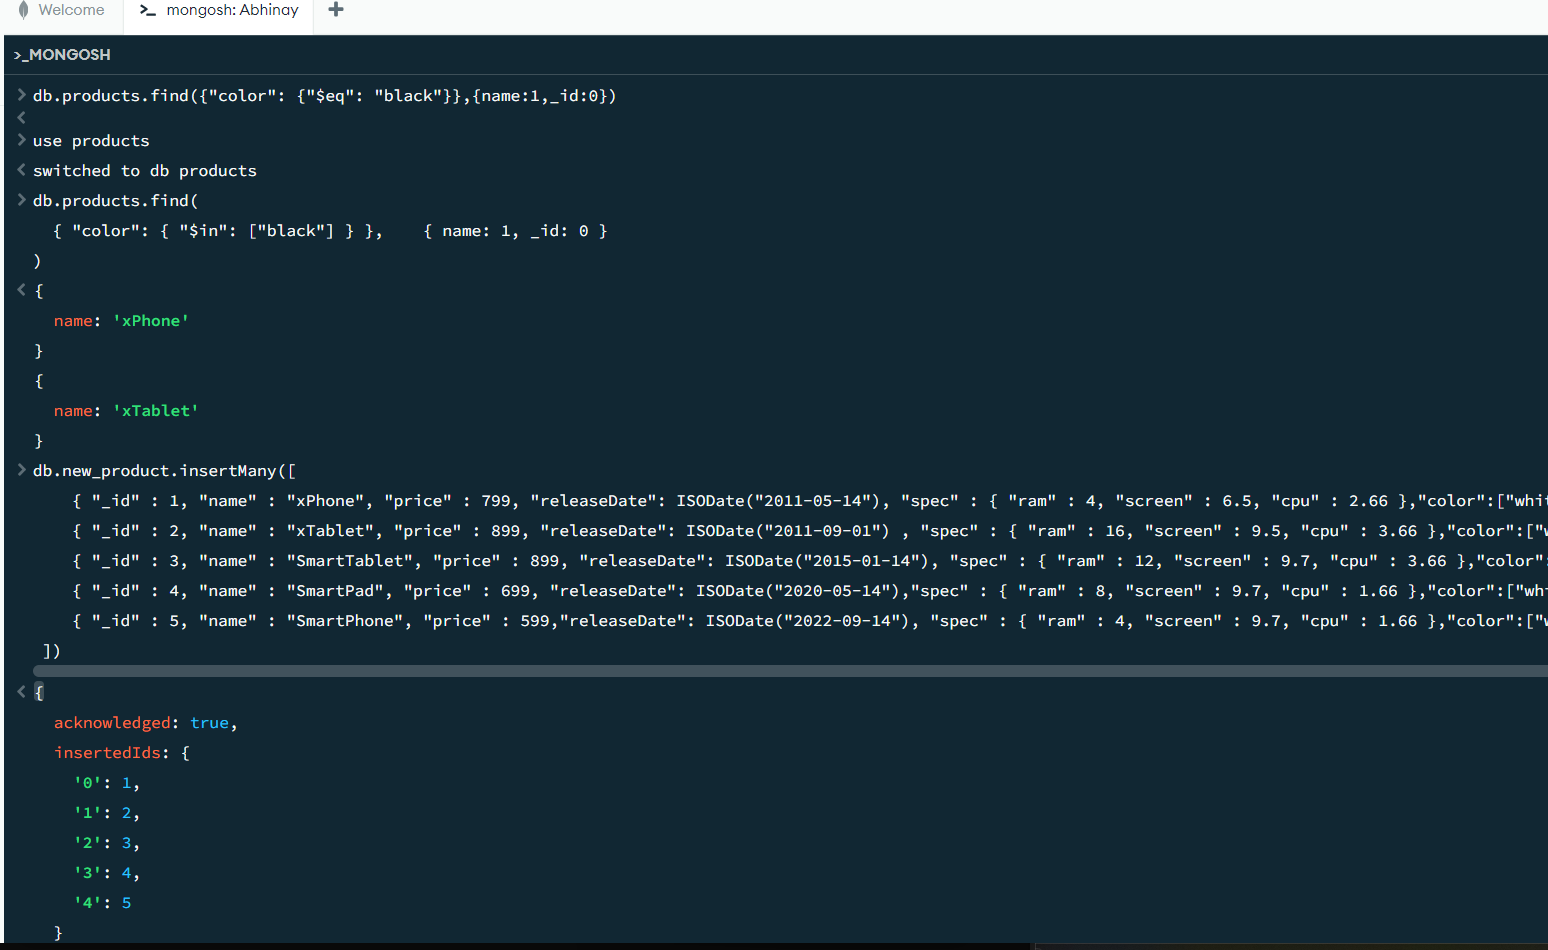 Welcome
>_ mongosh: Abhinay +
>_MONGOSH
> db.products.find({"color": {"$eq": "black"}},{name:1,_id:0})
<
> use products
< switched to db products
> db.products.find(
{ "color": { "$in": ["black"] } },    { name: 1, _id: 0 }
)
< {
name: 'xPhone'
}
{
name: 'xTablet'
}
> db.new_product.insertMany([
{ "_id" : 1, "name" : "xPhone", "price" : 799, "releaseDate": ISODate("2011-05-14"), "spec" : { "ram" : 4, "screen" : 6.5, "cpu" : 2.66 },"color":["whit
{ "_id" : 2, "name" : "xTablet", "price" : 899, "releaseDate": ISODate("2011-09-01") , "spec" : { "ram" : 16, "screen" : 9.5, "cpu" : 3.66 },"color":["w
{ "_id" : 3, "name" : "SmartTablet", "price" : 899, "releaseDate": ISODate("2015-01-14"), "spec" : { "ram" : 12, "screen" : 9.7, "cpu" : 3.66 },"color":
{ "_id" : 4, "name" : "SmartPad", "price" : 699, "releaseDate": ISODate("2020-05-14"),"spec" : { "ram" : 8, "screen" : 9.7, "cpu" : 1.66 },"color":["whi
{ "_id" : 5, "name" : "SmartPhone", "price" : 599,"releaseDate": ISODate("2022-09-14"), "spec" : { "ram" : 4, "screen" : 9.7, "cpu" : 1.66 },"color":["w
])
< {
acknowledged: true,
insertedIds: {
'0': 1,
'1': 2,
'2': 3,
'3': 4,
'4': 5
}